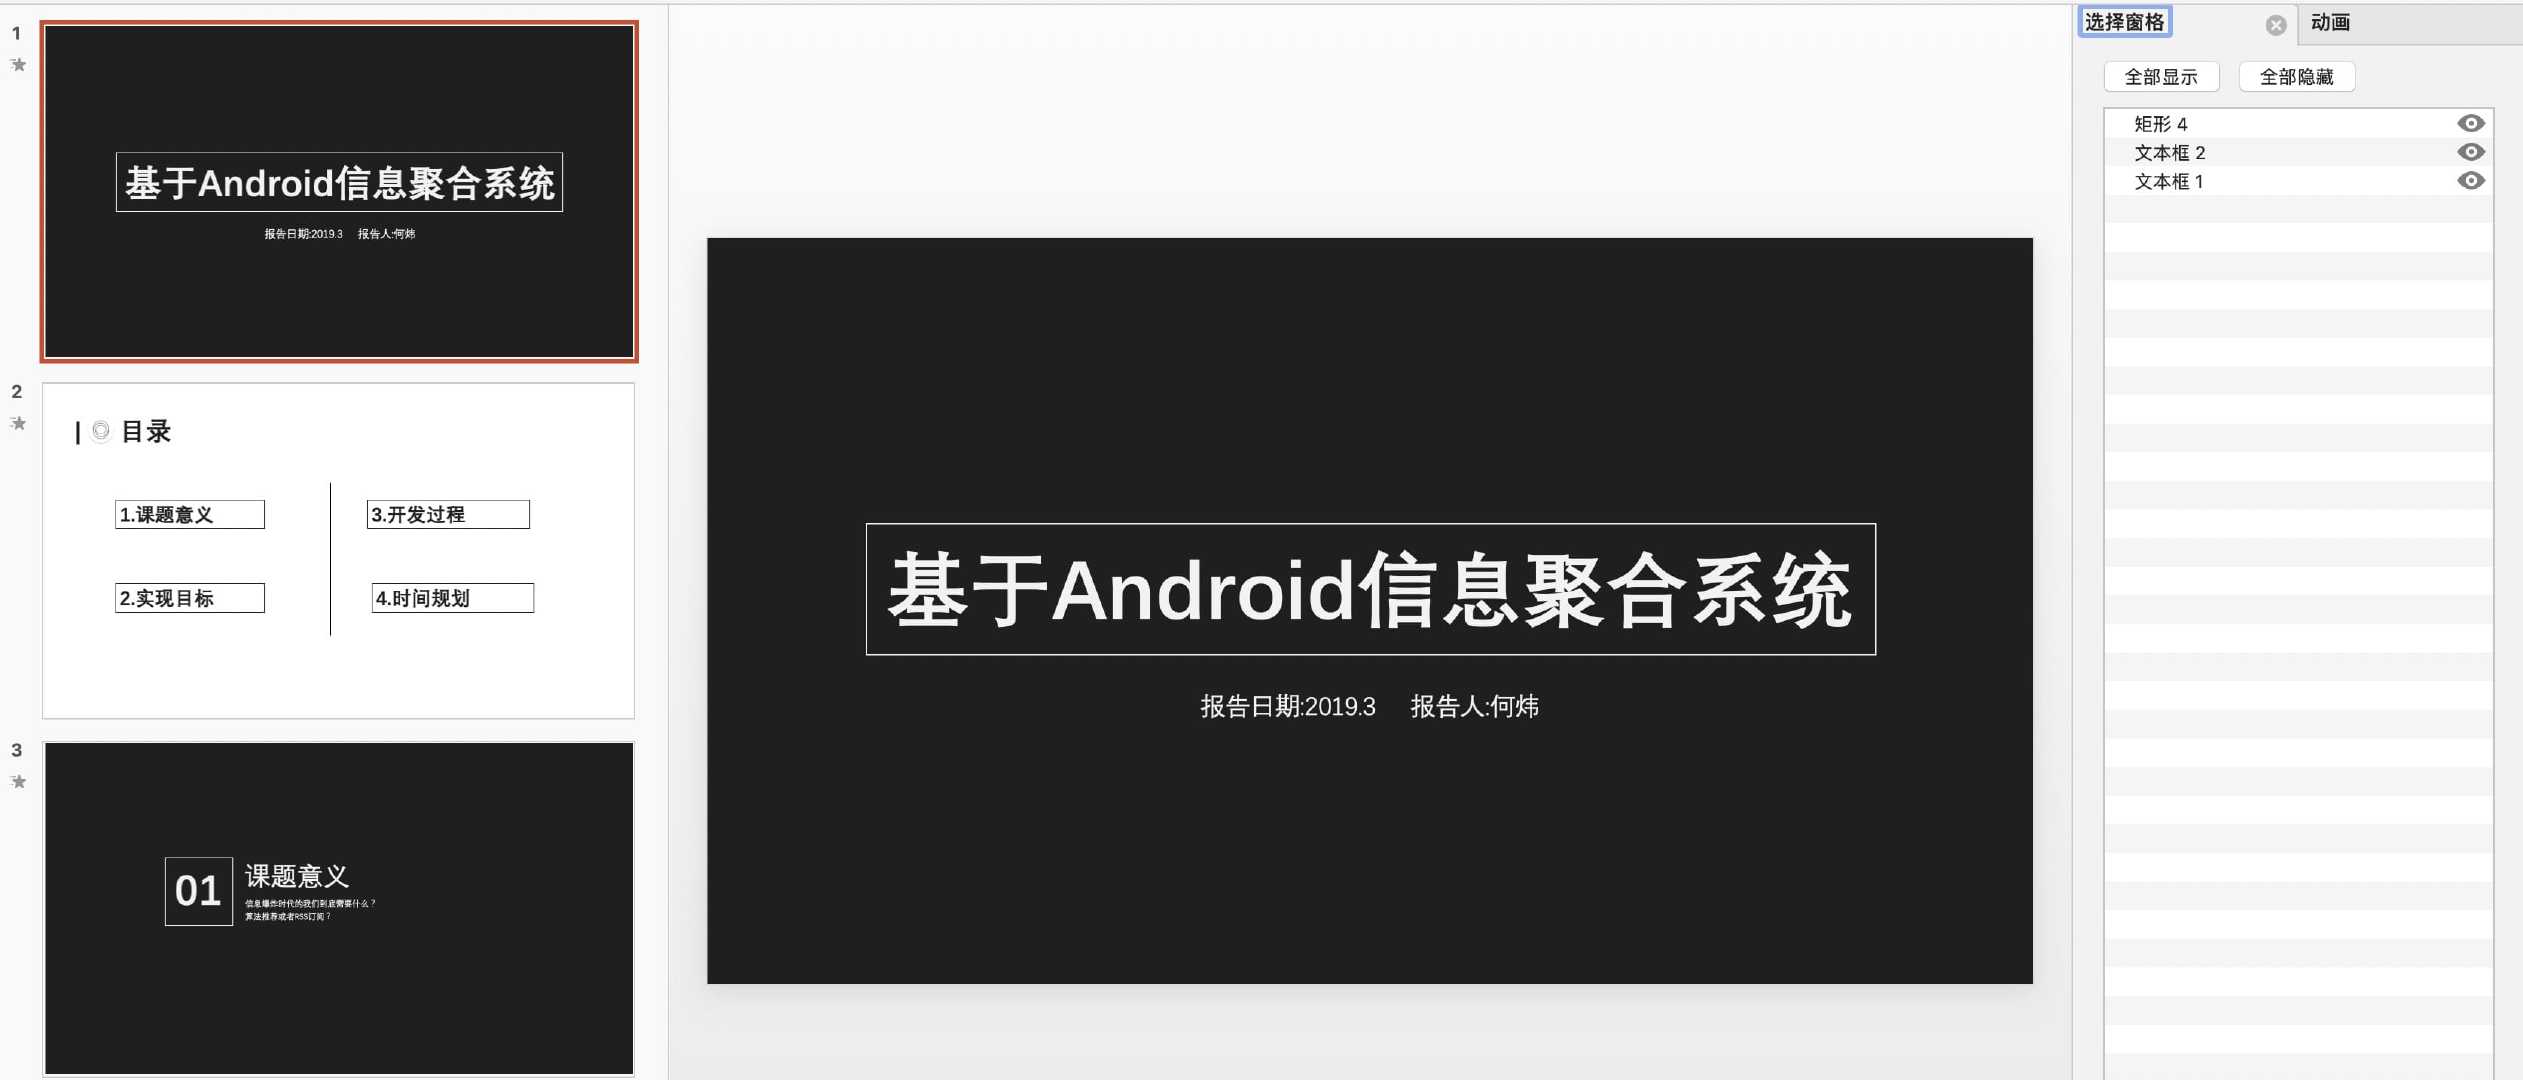 1
基于Android信息聚合系统
报告日期:2019.3 报告人:何炜
2
目录
1.课题意义
3.开发过程
2.实现目标
4.时间规划
3
01
课题意义
信息爆炸时代的我们到底需要什么？
算法推荐或者RSS订阅？
基于Android信息聚合系统
报告日期:2019.3 报告人:何炜
选择窗格
动画
全部显示
全部隐藏
矩形 4
文本框 2
文本框 1